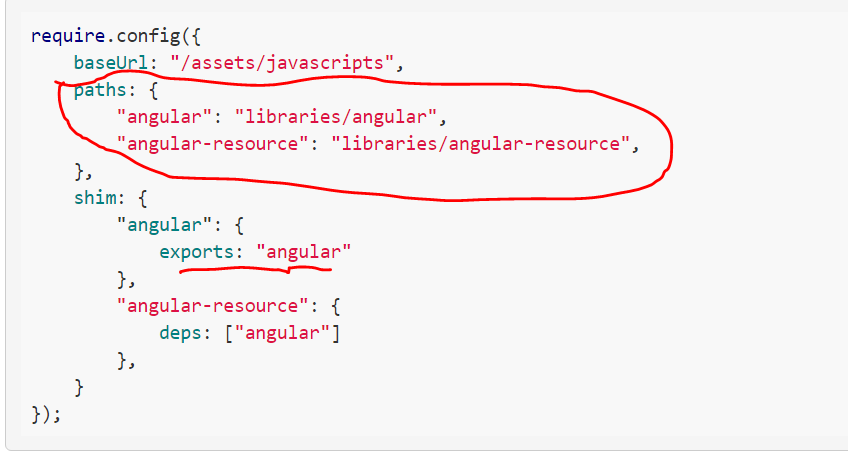 require.config({
    baseUrl: "/assets/javascripts",
    paths: {
        "angular": "libraries/angular",
        "angular-resource": "libraries/angular-resource",
    },
    shim: {
        "angular": {
            exports: "angular"
        },
        "angular-resource": {
            deps: ["angular"]
        },
    }
});